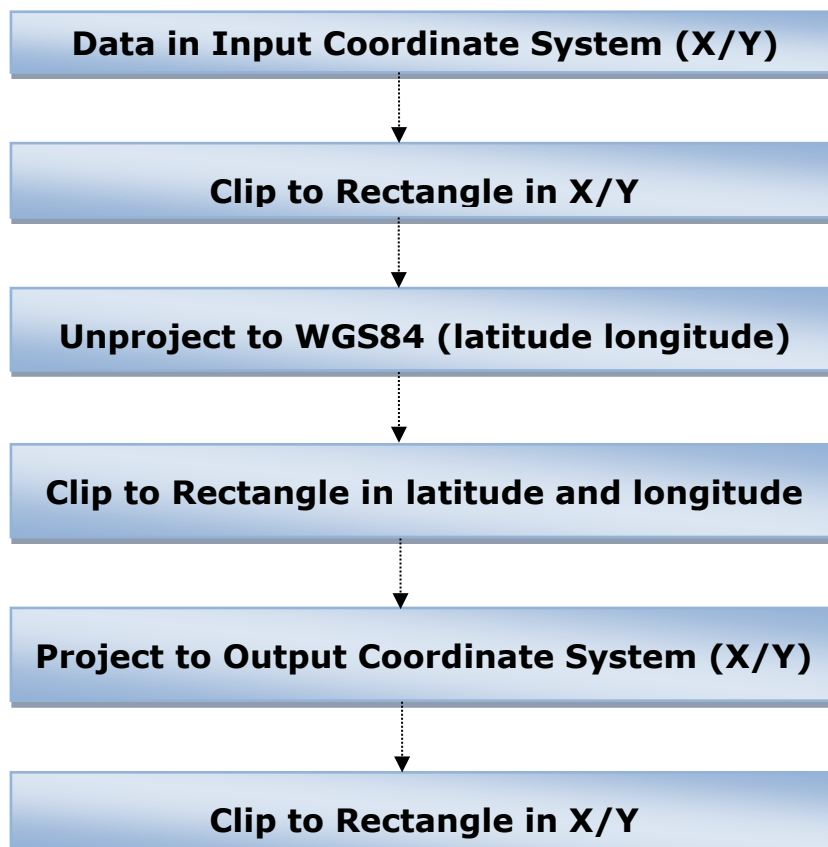 Data in Input Coordinate System (X/Y)
Clip to Rectangle in X/Y
Unproject to WGS84 (latitude longitude)
Clip to Rectangle in latitude and longitude
Project to Output Coordinate System (X/Y)
Clip to Rectangle in X/Y